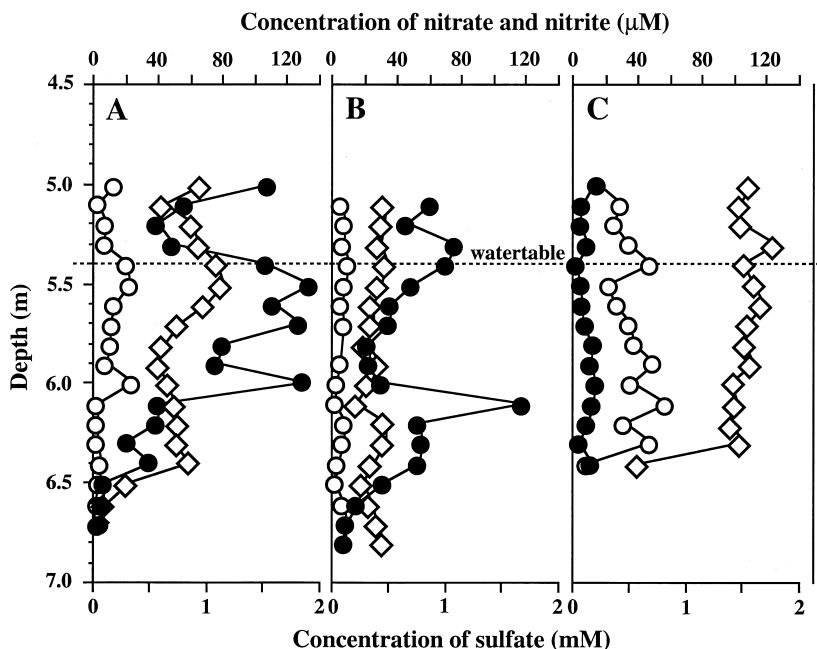 Concentration of nitrate and nitrite (µM)
0 40 80 120 0 40 80 120 0 40 80 120
4.5
A B C
5.0
watertable
5.5
Depth (m)
6.0
6.5
7.0
0 1 2 0 1 2 0 1 2
Concentration of sulfate (mM)